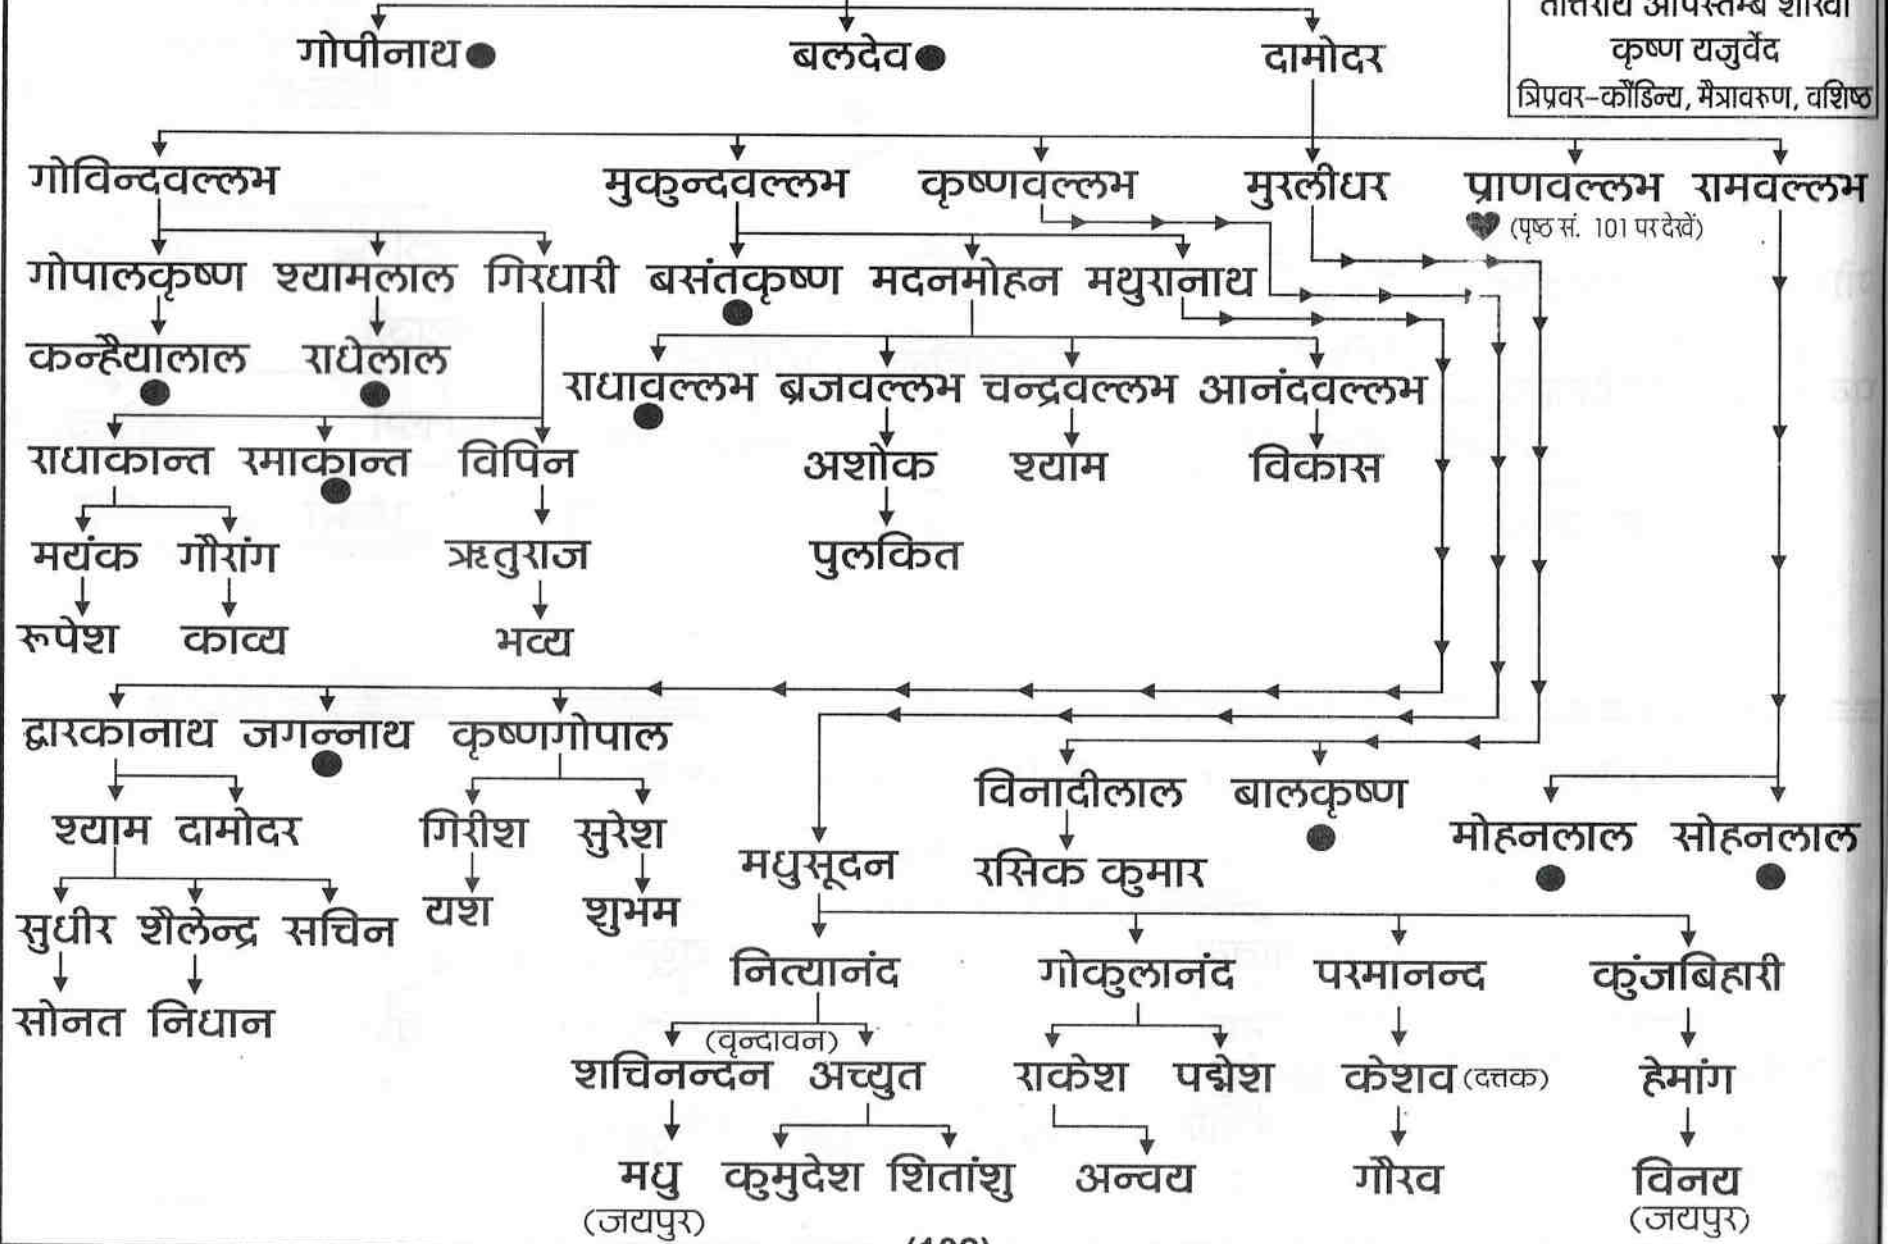 तैत्तिरीय आपस्तम्ब शाखा
कृष्ण यजुर्वेद
त्रिप्रवर-कौंडिन्य, मैत्रावरुण, वशिष्ठ
गोपीनाथ बलदेव दामोदर
गोविन्दवल्लभ मुकुन्दवल्लभ कृष्णवल्लभ मुरलीधर प्राणवल्लभ रामवल्लभ
(पृष्ठ सं. 101 पर देखें)
गोपालकृष्ण श्यामलाल गिरधारी बसंतकृष्ण मदनमोहन मथुरानाथ
कन्हैयालाल राधेलाल
राधावल्लभ ब्रजवल्लभ चन्द्रवल्लभ आनंदवल्लभ
राधाकान्त रमाकान्त विपिन अशोक श्याम विकास
मयंक गौरांग ऋतुराज पुलकित
रूपेश काव्य भव्य
द्वारकानाथ जगन्नाथ कृष्णगोपाल
विनादीलाल बालकृष्ण
श्याम दामोदर गिरीश सुरेश मोहनलाल सोहनलाल
मधुसूदन रसिक कुमार
सुधीर शैलेन्द्र सचिन यश शुभम
नित्यानंद गोकुलानंद परमानन्द कुंजबिहारी
सोनत निधान
(वृन्दावन)
शचिनन्दन अच्युत राकेश पद्मेश केशव (दत्तक) हेमांग
मधु कुमुदेश शितांशु अन्वय गौरव विनय
(जयपुर) (जयपुर)